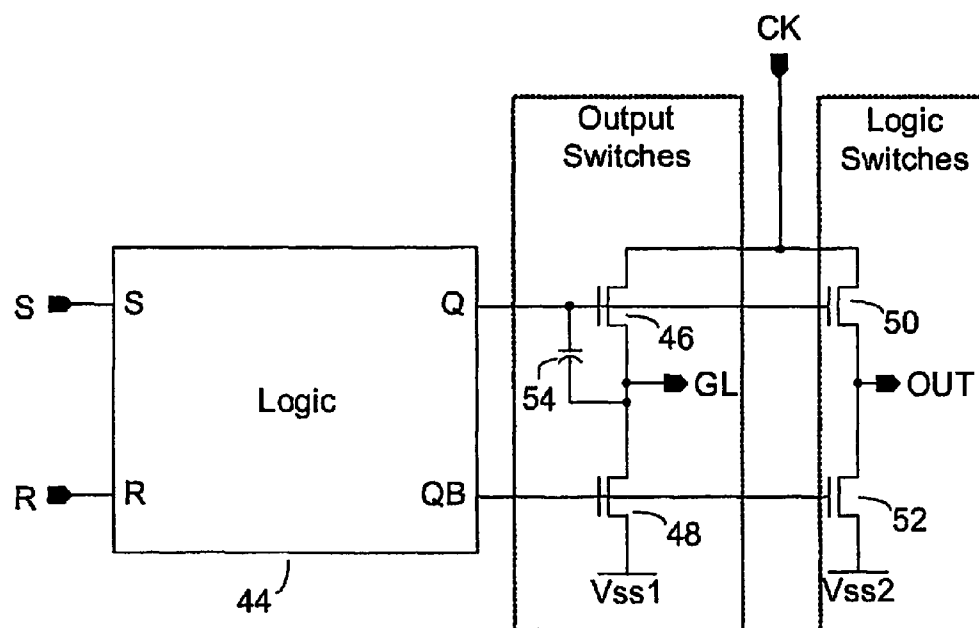 CK
Output
Switches
Logic
Switches
S
S
Q
46
50
54
GL
OUT
Logic
R
R
QB
48
52
44
Vss1
Vss2